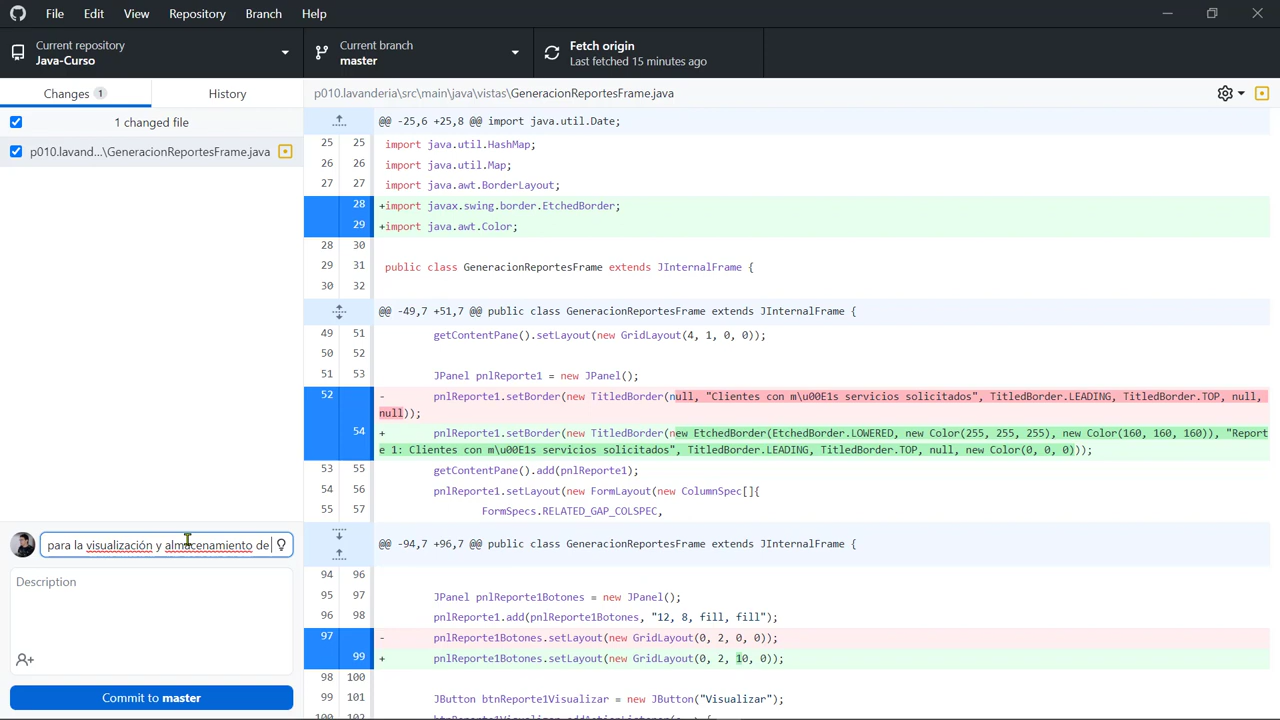 File Edit View Repository Branch Help
Current repository
Java-Curso
Current branch
master
Fetch origin
Last fetched 15 minutes ago
Changes 1
History
p010.lavanderia\src\main\java\vistas\GeneracionReportesFrame.java
1 changed file
p010.lavand...\GeneracionReportesFrame.java
@@ -25,6 +25,8 @@ import java.util.Date;
25 25 import java.util.HashMap;
26 26 import java.util.Map;
27 27 import java.awt.BorderLayout;
28 +import javax.swing.border.EtchedBorder;
29 +import java.awt.Color;
28 30
29 31 public class GeneracionReportesFrame extends JInternalFrame {
30 32
@@ -49,7 +51,7 @@ public class GeneracionReportesFrame extends JInternalFrame {
49 51 getContentPane().setLayout(new GridLayout(4, 1, 0, 0));
50 52
51 53 JPanel pnlReporte1 = new JPanel();
52 - pnlReporte1.setBorder(new TitledBorder(null, "Clientes con m\u00E1s servicios solicitados", TitledBorder.LEADING, TitledBorder.TOP, null,
null));
54 + pnlReporte1.setBorder(new TitledBorder(new EtchedBorder(EtchedBorder.LOWERED, new Color(255, 255, 255), new Color(160, 160, 160)), "Report
e 1: Clientes con m\u00E1s servicios solicitados", TitledBorder.LEADING, TitledBorder.TOP, null, new Color(0, 0, 0)));
53 55 getContentPane().add(pnlReporte1);
54 56 pnlReporte1.setLayout(new FormLayout(new ColumnSpec[]{
55 57 FormSpecs.RELATED_GAP_COLSPEC,
@@ -94,7 +96,7 @@ public class GeneracionReportesFrame extends JInternalFrame {
94 96
95 97 JPanel pnlReporte1Botones = new JPanel();
96 98 pnlReporte1.add(pnlReporte1Botones, "12, 8, fill, fill");
97 - pnlReporte1Botones.setLayout(new GridLayout(0, 2, 0, 0));
99 + pnlReporte1Botones.setLayout(new GridLayout(0, 2, 10, 0));
98 100
99 101 JButton btnReporte1Visualizar = new JButton("Visualizar");
100 102
para la visualización y almacenamiento de
Description
Commit to master